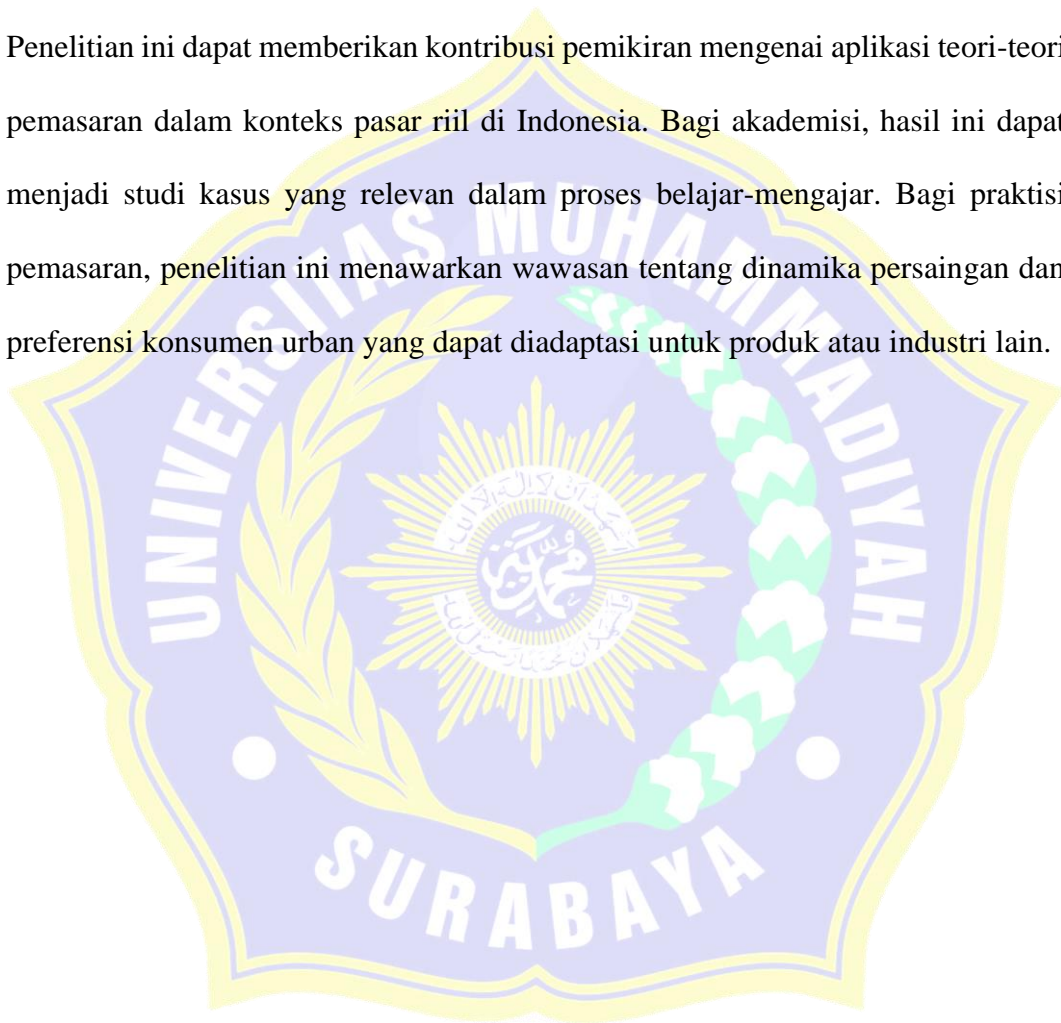 Penelitian ini dapat memberikan kontribusi pemikiran mengenai aplikasi teori-teori
pemasaran dalam konteks pasar riil di Indonesia. Bagi akademisi, hasil ini dapat
menjadi studi kasus yang relevan dalam proses belajar-mengajar. Bagi praktisi
pemasaran, penelitian ini menawarkan wawasan tentang dinamika persaingan dan
preferensi konsumen urban yang dapat diadaptasi untuk produk atau industri lain.
UNIVERSITAS MUHAMMADIYAH
محمد
SURABAYA